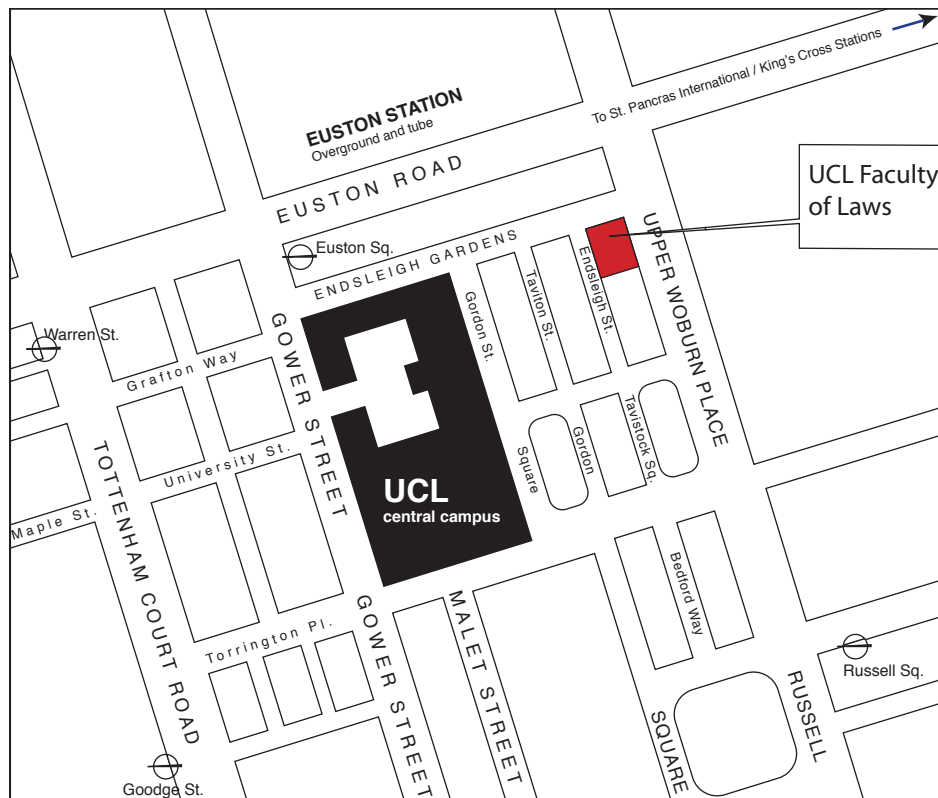 To St. Pancras International / King's Cross Stations
EUSTON STATION
Overground and tube
EUSTON ROAD
UCL Faculty
of Laws
Euston Sq.
ENDSLEIGH GARDENS
UPPER WOBURN PLACE
Endsleigh St.
Taviton St.
Gordon St.
Warren St.
Grafton Way
GOWER STREET
TOTTENHAM COURT ROAD
University St.
Maple St.
UCL
central campus
Square
Gordon
Tavistock Sq.
Bedford Way
Torrington Pl.
GOWER STREET
MALET STREET
Russell Sq.
RUSSELL
SQUARE
Goodge St.